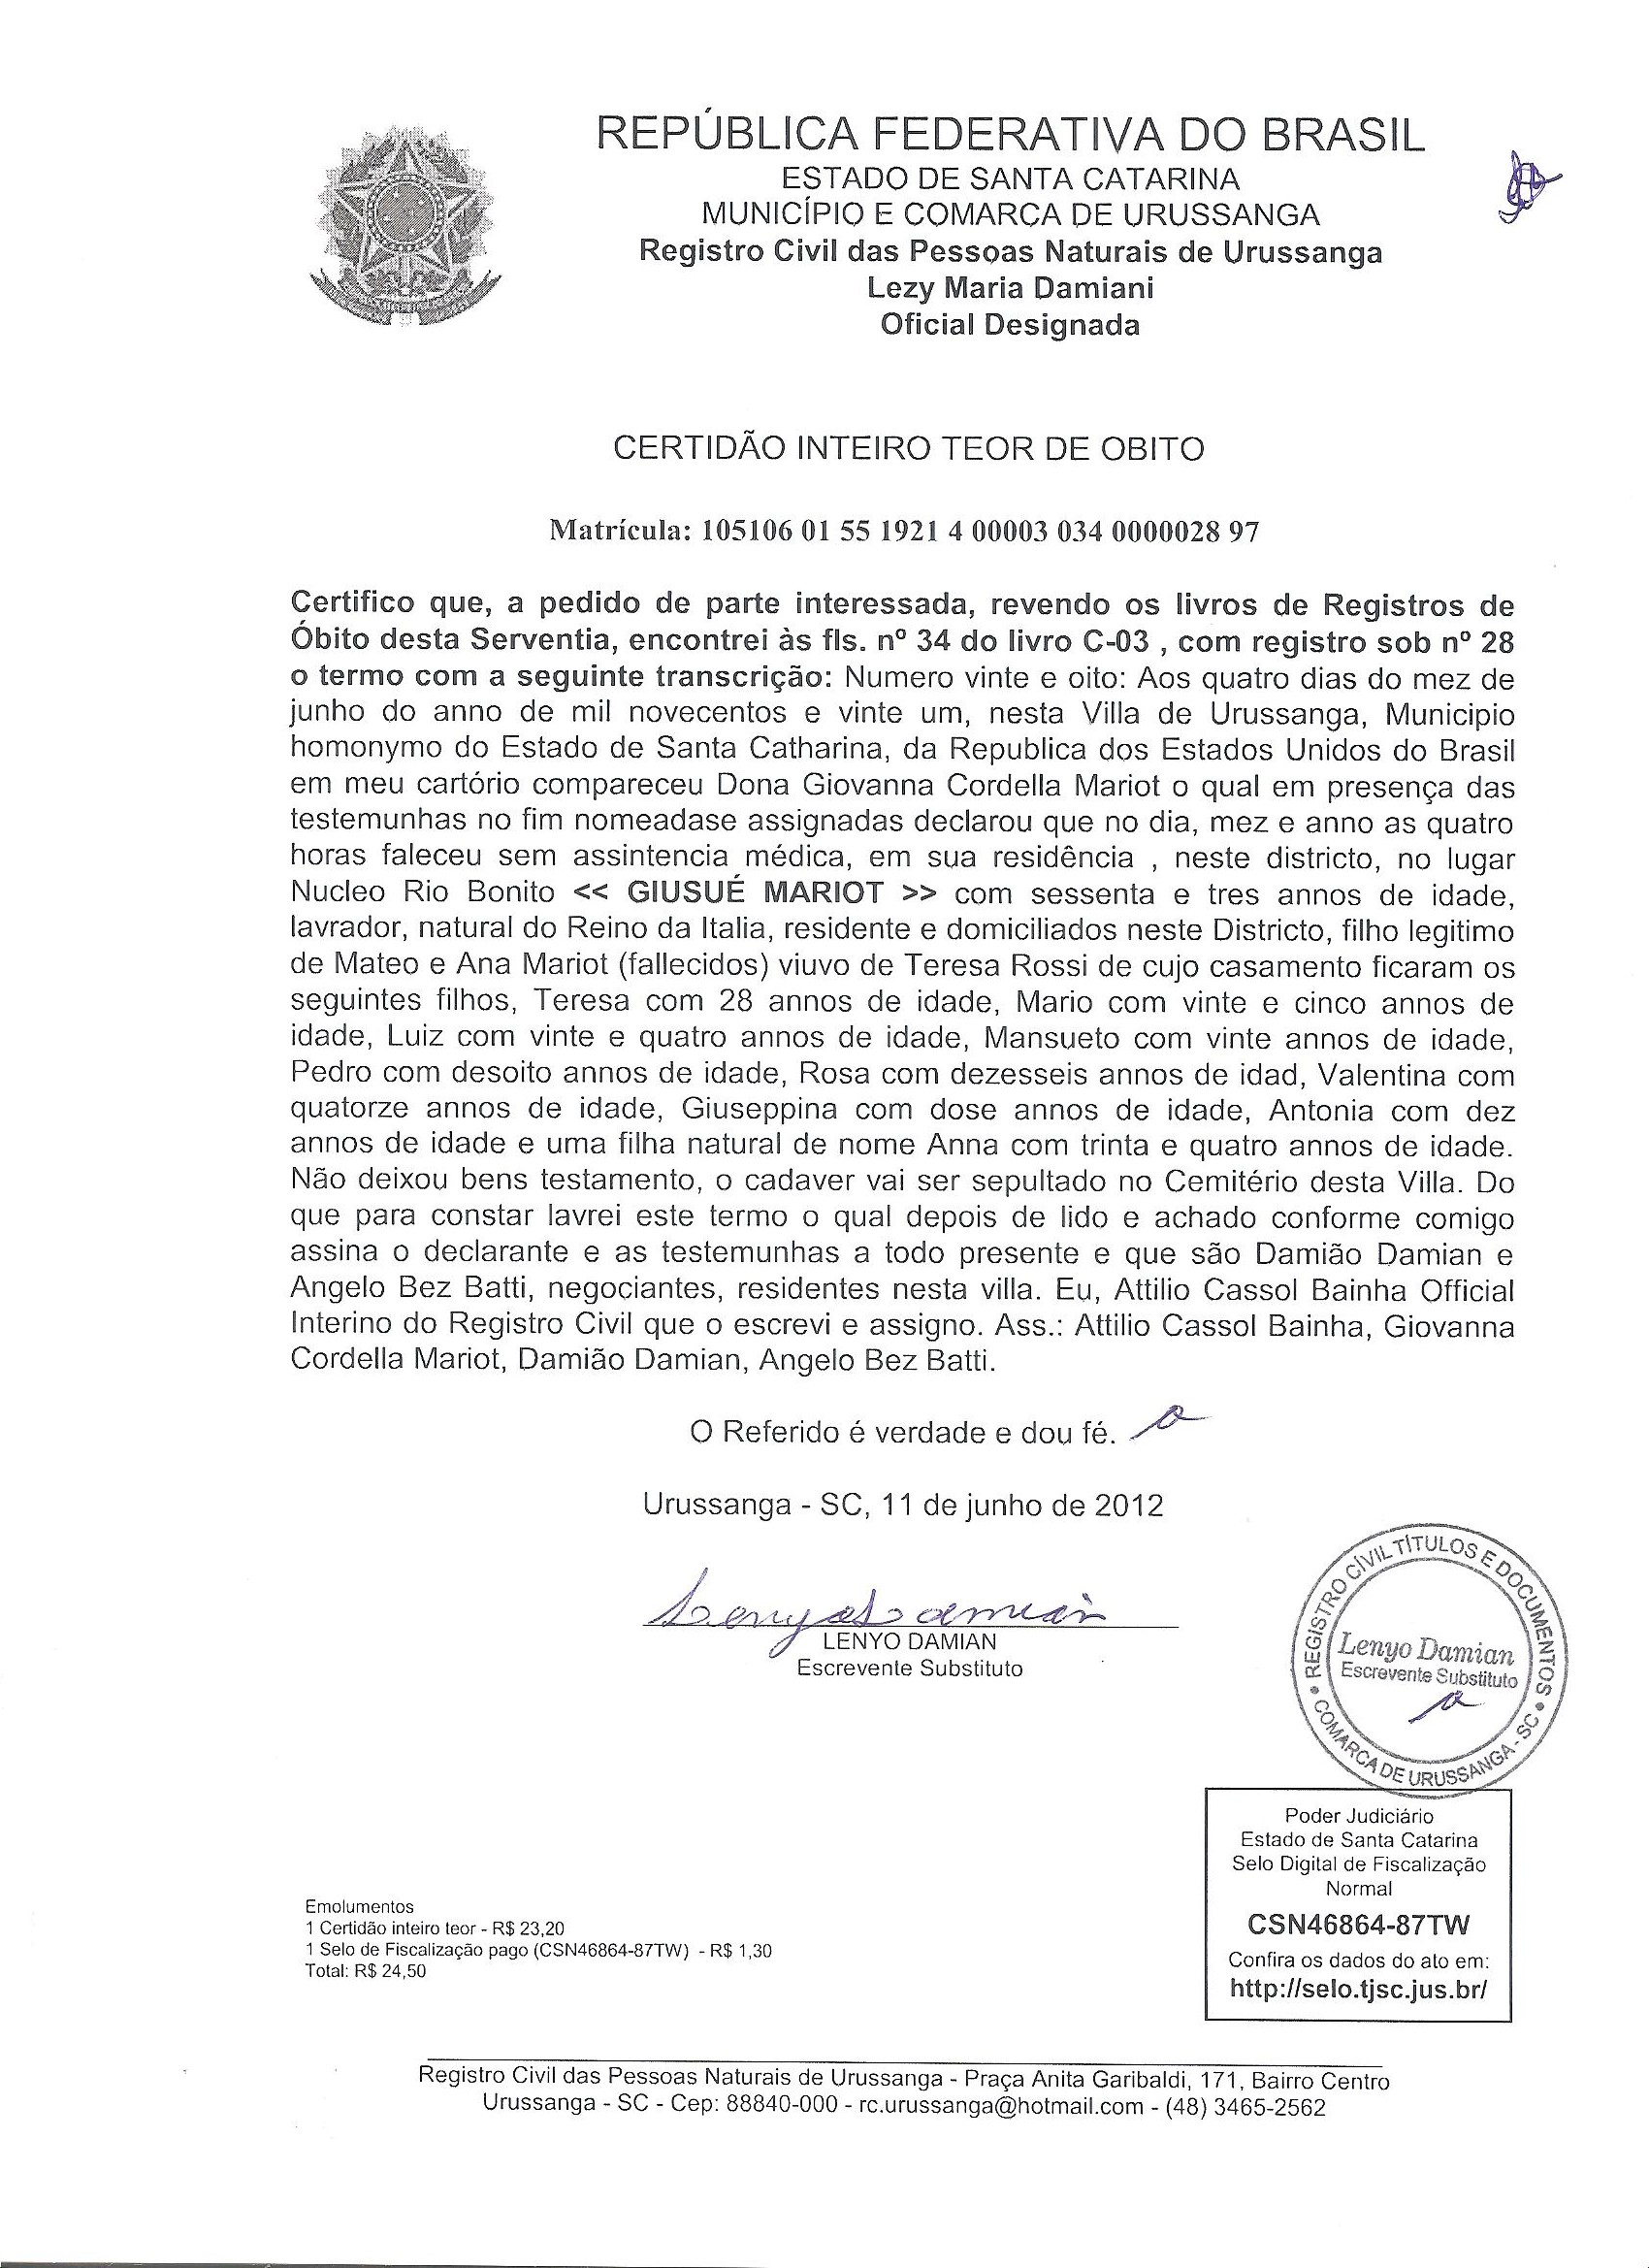 REPÚBLICA FEDERATIVA DO BRASIL
ESTADO DE SANTA CATARINA
MUNICÍPIO E COMARCA DE URUSSANGA
Registro Civil das Pessoas Naturais de Urussanga
Lezy Maria Damiani
Oficial Designada
CERTIDÃO INTEIRO TEOR DE OBITO
Matrícula: 105106 01 55 1921 4 00003 034 0000028 97
Certifico que, a pedido de parte interessada, revendo os livros de Registros de
Óbito desta Serventia, encontrei às fls. nº 34 do livro C-03 , com registro sob nº 28
o termo com a seguinte transcrição: Numero vinte e oito: Aos quatro dias do mez de
junho do anno de mil novecentos e vinte um, nesta Villa de Urussanga, Municipio
homonymo do Estado de Santa Catharina, da Republica dos Estados Unidos do Brasil
em meu cartório compareceu Dona Giovanna Cordella Mariot o qual em presença das
testemunhas no fim nomeadase assignadas declarou que no dia, mez e anno as quatro
horas faleceu sem assintencia médica, em sua residência , neste districto, no lugar
Nucleo Rio Bonito << GIUSUÉ MARIOT >> com sessenta e tres annos de idade,
lavrador, natural do Reino da Italia, residente e domiciliados neste Districto, filho legitimo
de Mateo e Ana Mariot (fallecidos) viuvo de Teresa Rossi de cujo casamento ficaram os
seguintes filhos, Teresa com 28 annos de idade, Mario com vinte e cinco annos de
idade, Luiz com vinte e quatro annos de idade, Mansueto com vinte annos de idade,
Pedro com desoito annos de idade, Rosa com dezesseis annos de idad, Valentina com
quatorze annos de idade, Giuseppina com dose annos de idade, Antonia com dez
annos de idade e uma filha natural de nome Anna com trinta e quatro annos de idade.
Não deixou bens testamento, o cadaver vai ser sepultado no Cemitério desta Villa. Do
que para constar lavrei este termo o qual depois de lido e achado conforme comigo
assina o declarante e as testemunhas a todo presente e que são Damião Damian e
Angelo Bez Batti, negociantes, residentes nesta villa. Eu, Attilio Cassol Bainha Official
Interino do Registro Civil que o escrevi e assigno. Ass.: Attilio Cassol Bainha, Giovanna
Cordella Mariot, Damião Damian, Angelo Bez Batti.
O Referido é verdade e dou fé.
Urussanga - SC, 11 de junho de 2012
Lenyo Damian
LENYO DAMIAN
Escrevente Substituto
REGISTRO CÍVIL TÍTULOS E DOCUMENTOS
Lenyo Damian
Escrevente Substituto
COMARCA DE URUSSANGA - SC
Poder Judiciário
Estado de Santa Catarina
Selo Digital de Fiscalização
Normal
CSN46864-87TW
Confira os dados do ato em:
http://selo.tjsc.jus.br/
Emolumentos
1 Certidão inteiro teor - R$ 23,20
1 Selo de Fiscalização pago (CSN46864-87TW) - R$ 1,30
Total: R$ 24,50
Registro Civil das Pessoas Naturais de Urussanga - Praça Anita Garibaldi, 171, Bairro Centro
Urussanga - SC - Cep: 88840-000 - rc.urussanga@hotmail.com - (48) 3465-2562